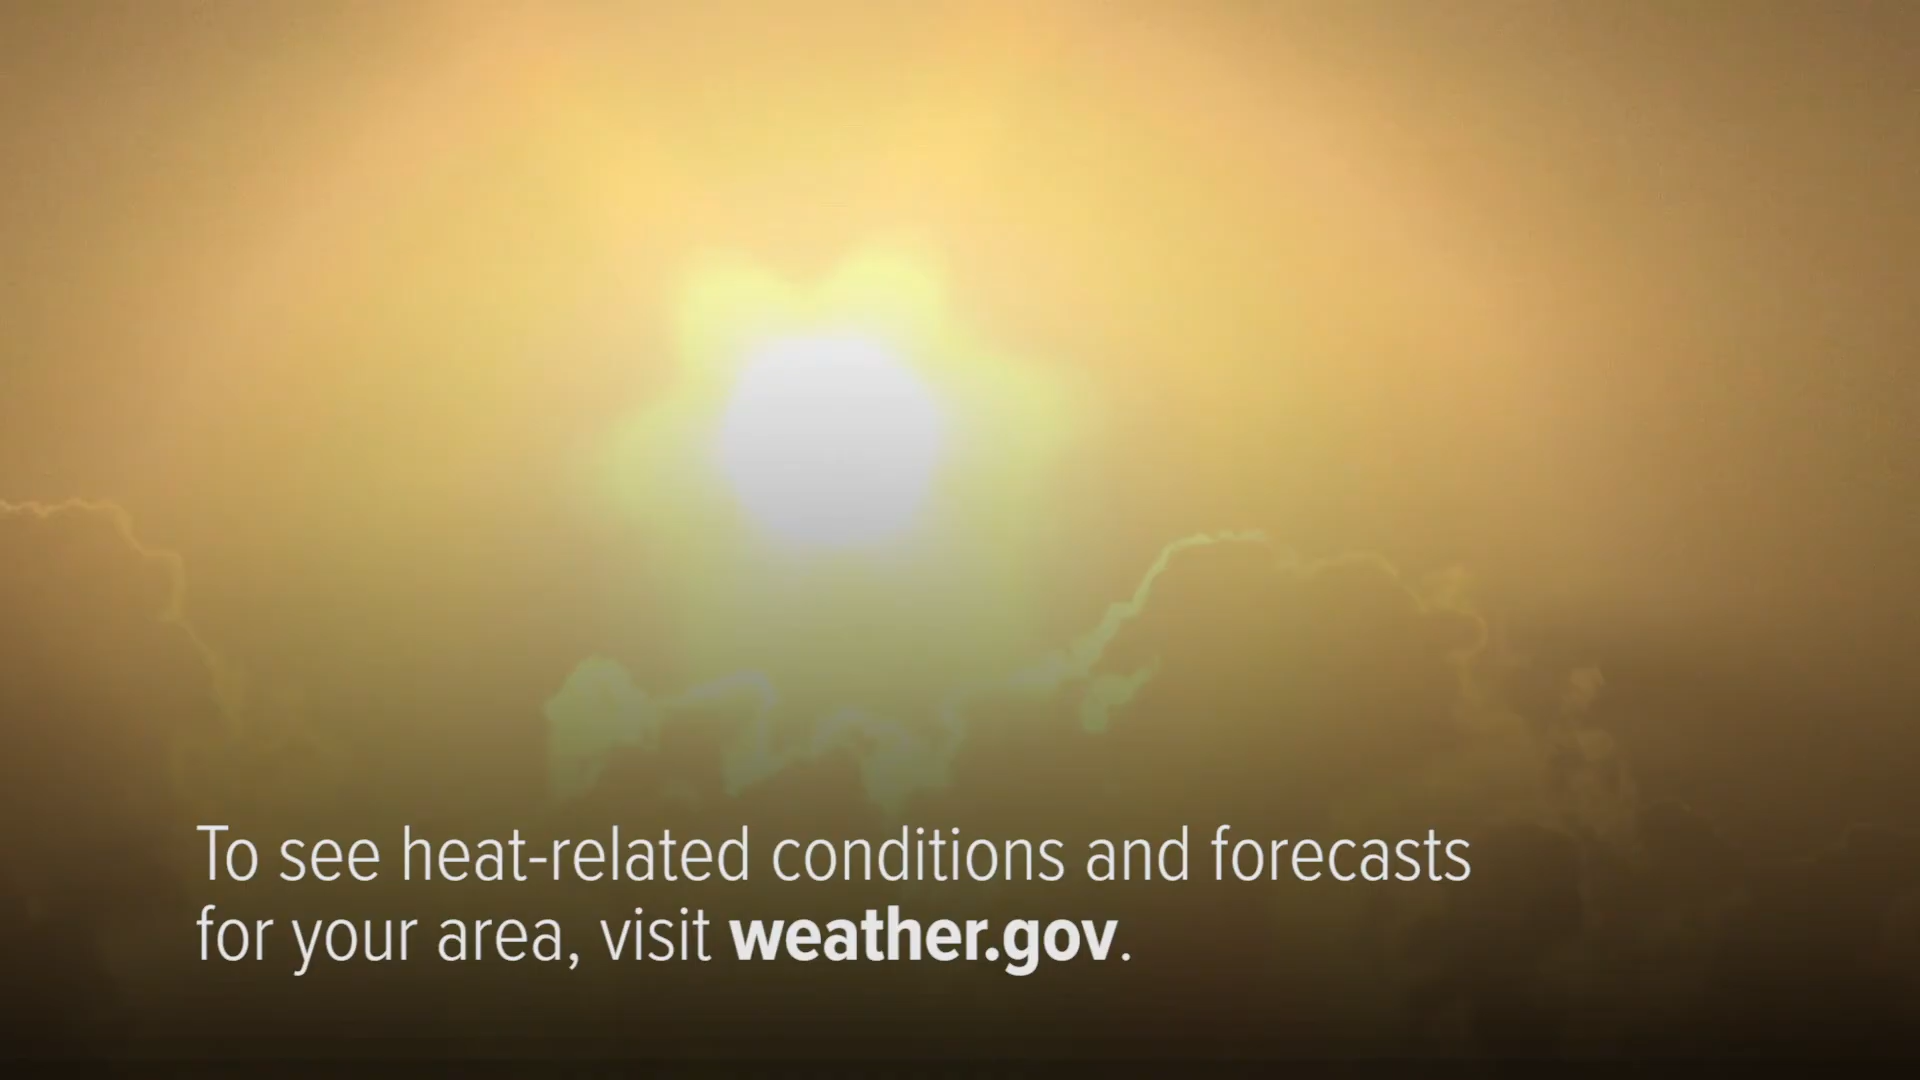 To see heat-related conditions and forecasts
for your area, visit weather.gov.